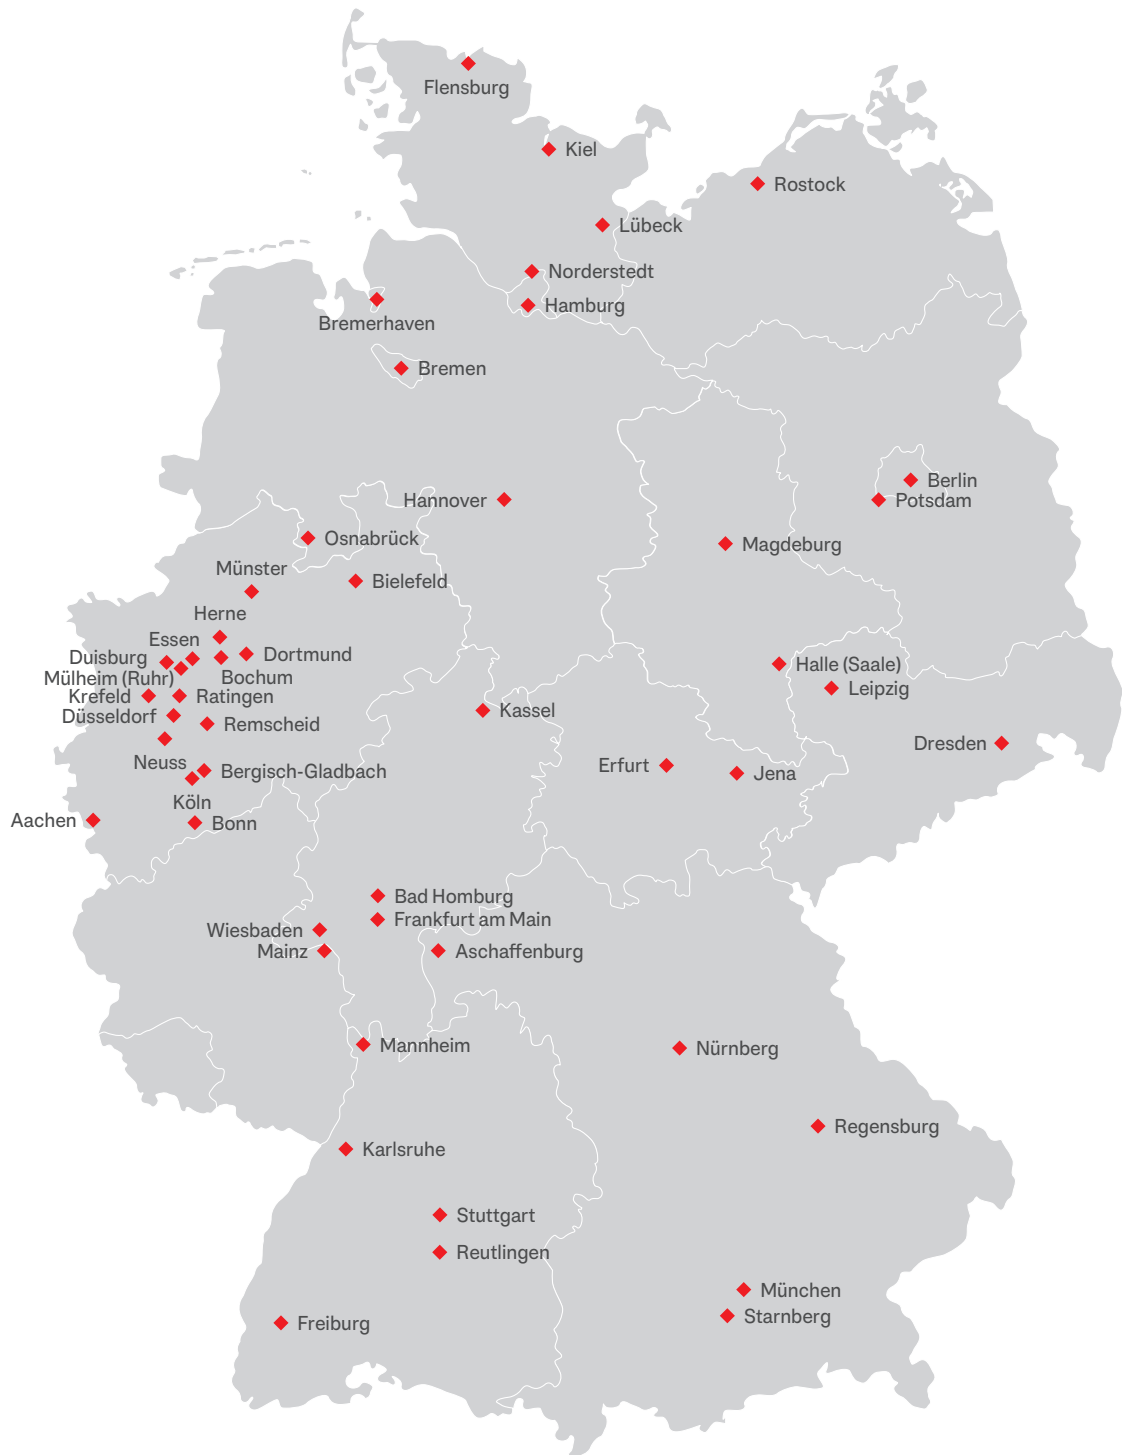 Flensburg
Kiel
Rostock
Lübeck
Norderstedt
Hamburg
Bremerhaven
Bremen
Berlin
Hannover
Potsdam
Osnabrück
Magdeburg
Münster
Bielefeld
Herne
Essen
Dortmund
Duisburg
Halle (Saale)
Mülheim (Ruhr)
Bochum
Leipzig
Krefeld
Ratingen
Kassel
Düsseldorf
Remscheid
Dresden
Neuss
Erfurt
Bergisch-Gladbach
Jena
Köln
Aachen
Bonn
Bad Homburg
Frankfurt am Main
Wiesbaden
Mainz
Aschaffenburg
Mannheim
Nürnberg
Regensburg
Karlsruhe
Stuttgart
Reutlingen
München
Starnberg
Freiburg